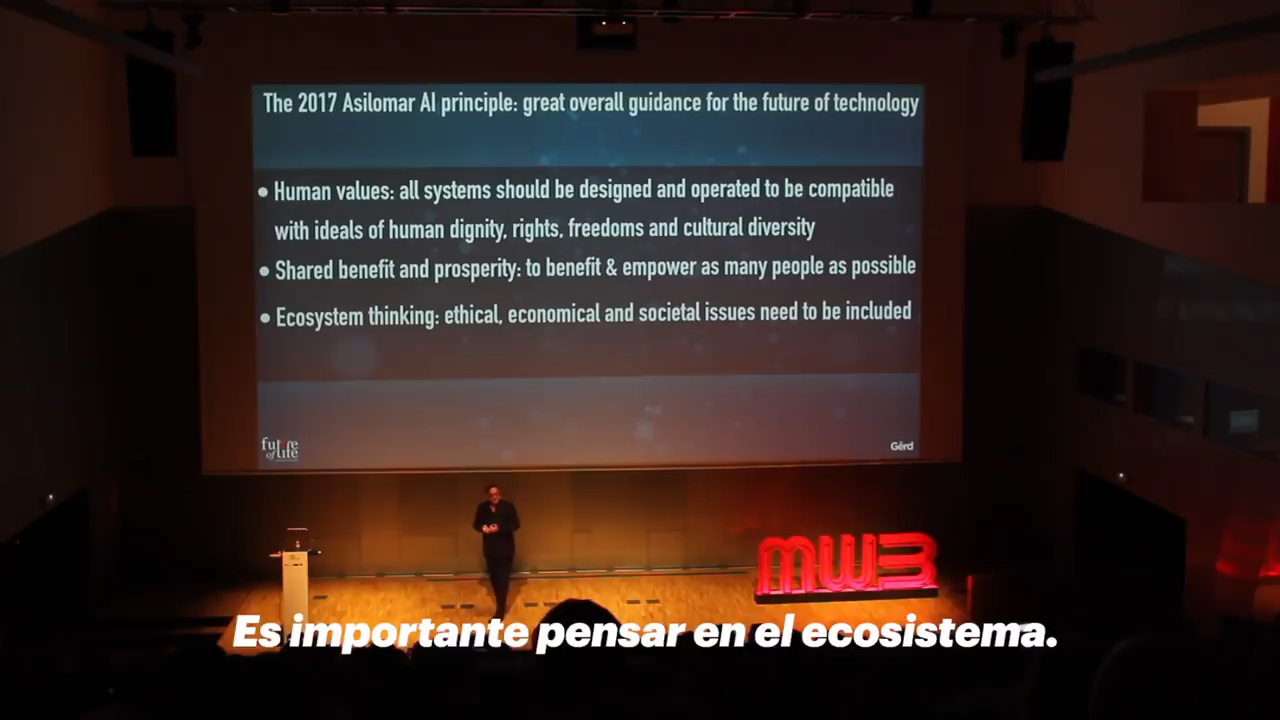 The 2017 Asilomar AI principle: great overall guidance for the future of technology
• Human values: all systems should be designed and operated to be compatible
with ideals of human dignity, rights, freedoms and cultural diversity
• Shared benefit and prosperity: to benefit & empower as many people as possible
• Ecosystem thinking: ethical, economical and societal issues need to be included
future
of life
Gerd
MWB
Es importante pensar en el ecosistema.